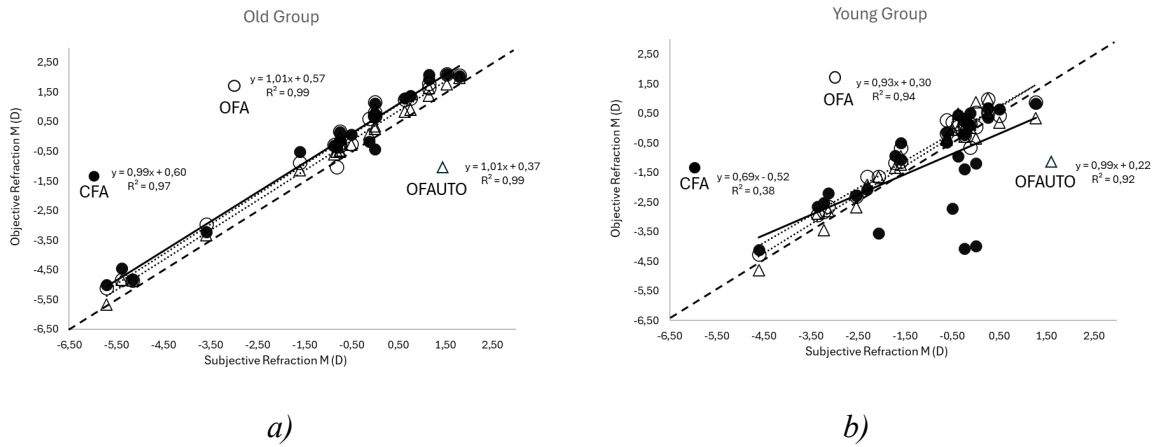 Old Group
Objective Refraction M (D)
2,50
1,50
0,50
-0,50
-1,50
-2,50
-3,50
-4,50
-5,50
-6,50
OFA
y = 1,01x + 0,57
R² = 0,99
CFA
y = 0,99x + 0,60
R² = 0,97
OFAUTO
y = 1,01x + 0,37
R² = 0,99
-6,50 -5,50 -4,50 -3,50 -2,50 -1,50 -0,50 0,50 1,50 2,50
Subjective Refraction M (D)
a)
Young Group
Objective Refraction M (D)
2,50
1,50
0,50
-0,50
-1,50
-2,50
-3,50
-4,50
-5,50
-6,50
OFA
y = 0,93x + 0,30
R² = 0,94
CFA
y = 0,69x - 0,52
R² = 0,38
OFAUTO
y = 0,99x + 0,22
R² = 0,92
-6,50 -5,50 -4,50 -3,50 -2,50 -1,50 -0,50 0,50 1,50 2,50
Subjective Refraction M (D)
b)